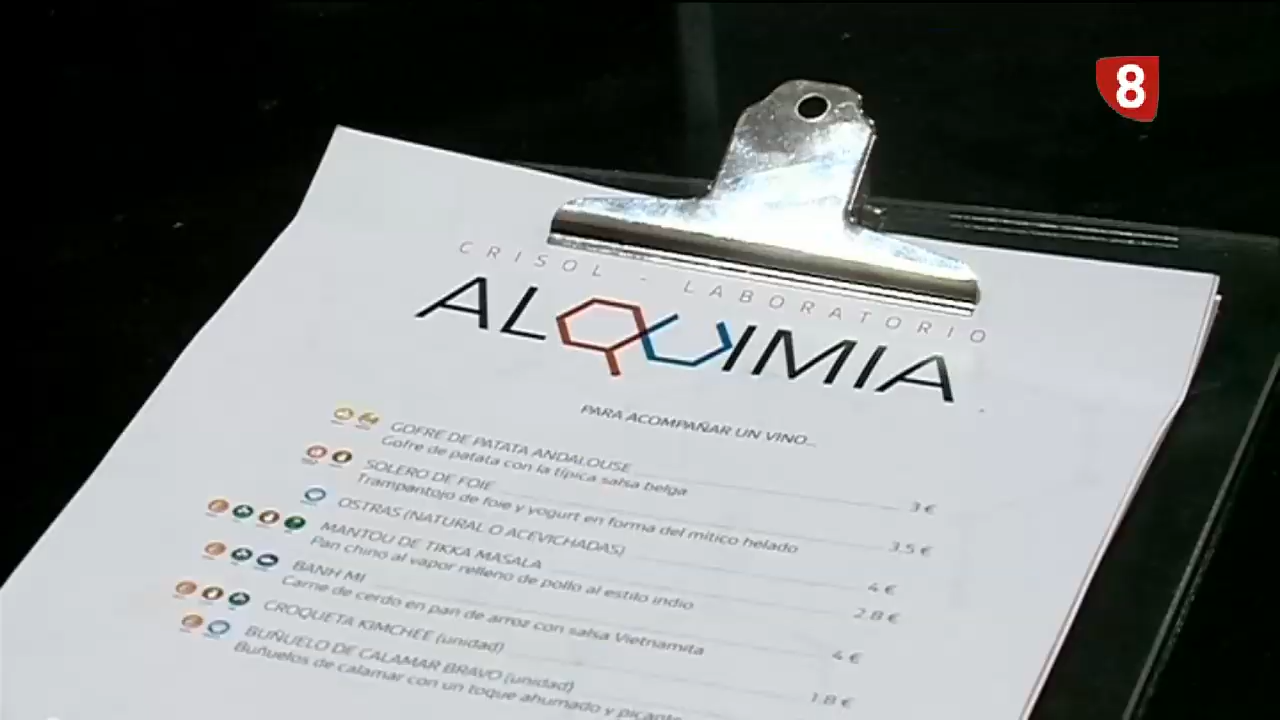 8
CRISOL - LABORATORIO
ALQUIMIA
PARA ACOMPAÑAR UN VINO...
GOFRE DE PATATA ANDALOUSE
Gofre de patata con la típica salsa belga 3 €
SOLERO DE FOIE
Trampantojo de foie y yogurt en forma del mítico helado 3.5 €
OSTRAS (NATURAL O ACEVICHADAS) 4 €
MANTOU DE TIKKA MASALA
Pan chino al vapor relleno de pollo al estilo indio 2.8 €
BANH MI
Carne de cerdo en pan de arroz con salsa Vietnamita 4 €
CROQUETA KIMCHEE (unidad) 1.8 €
BUÑUELO DE CALAMAR BRAVO (unidad)
Buñuelos de calamar con un toque ahumado y picante